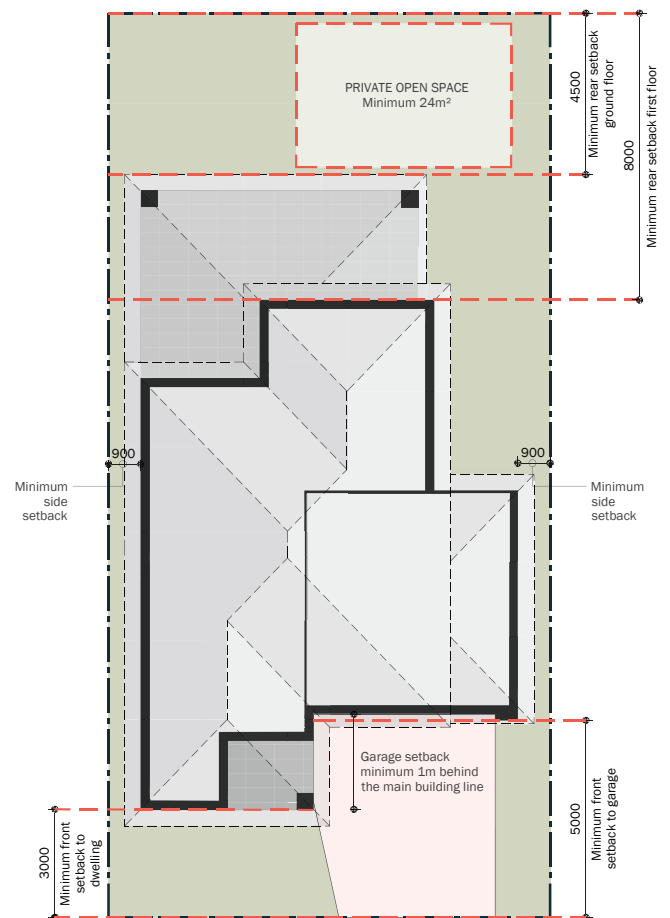 PRIVATE OPEN SPACE
Minimum 24m²
4500
Minimum rear setback
ground floor
8000
Minimum rear setback first floor
900
Minimum
side
setback
900
Minimum
side
setback
Garage setback
minimum 1m behind
the main building line
3000
Minimum front
setback to
dwelling
5000
Minimum front
setback to garage